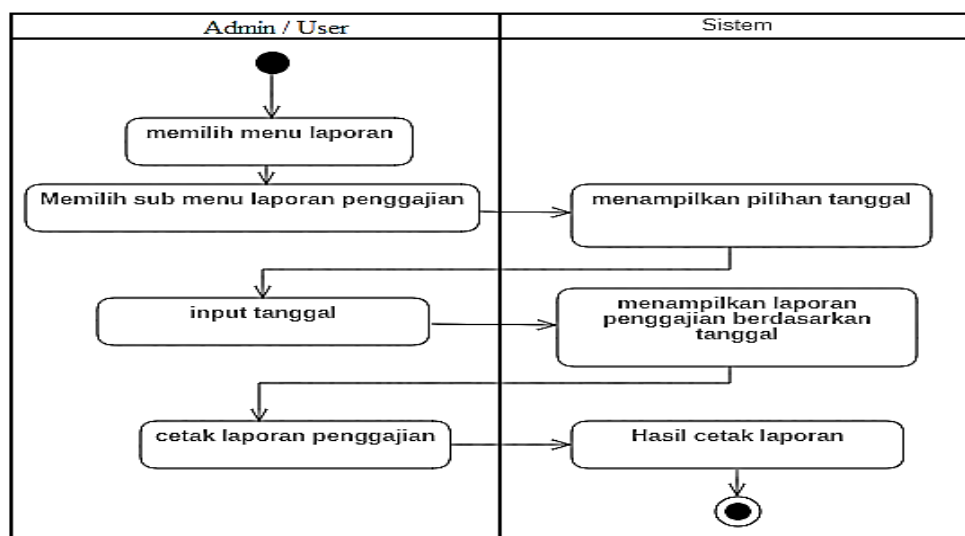 Admin / User
Sistem
memilih menu laporan
Memilih sub menu laporan penggajian
menampilkan pilihan tanggal
input tanggal
menampilkan laporan
penggajian berdasarkan
tanggal
cetak laporan penggajian
Hasil cetak laporan